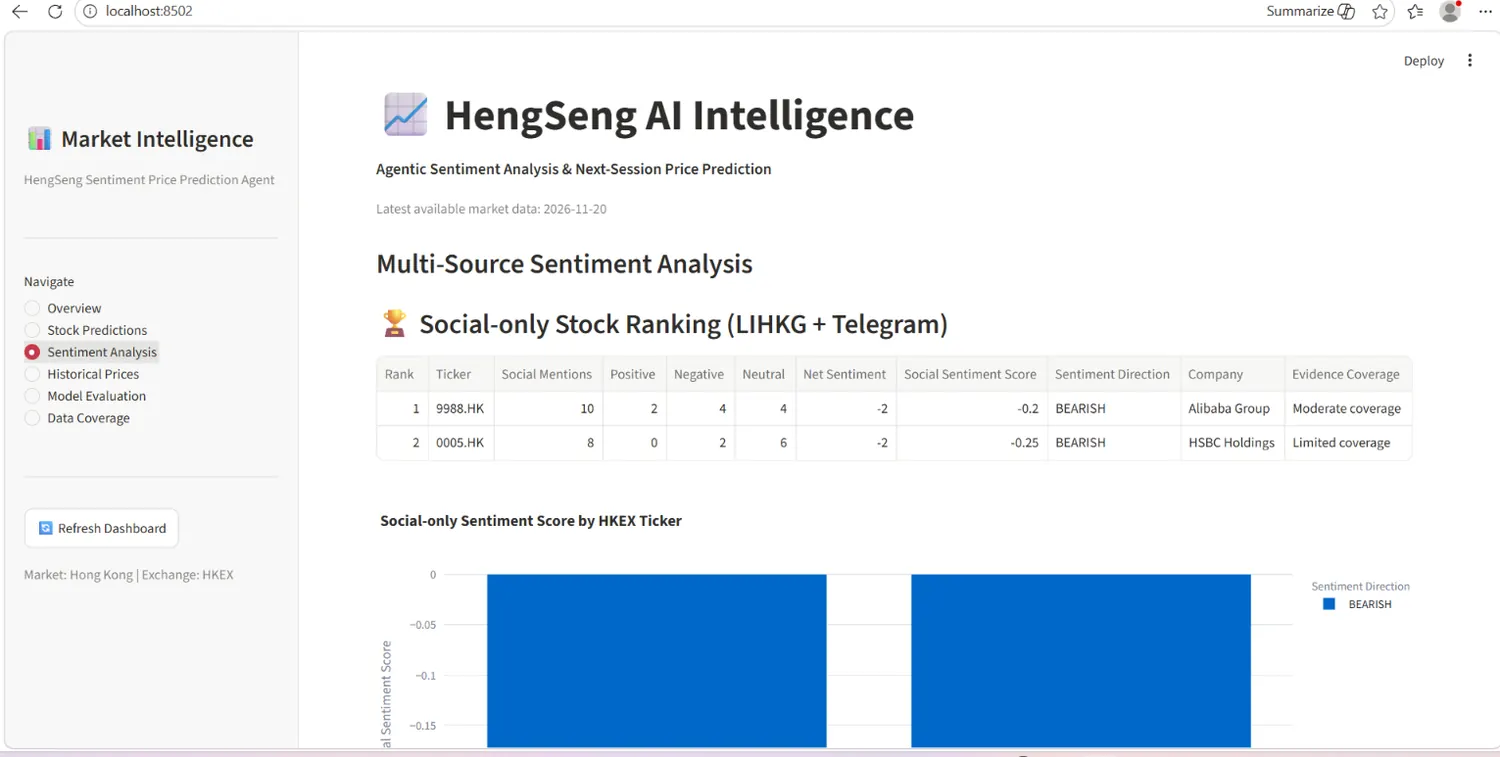 localhost:8502
Summarize
Deploy
Market Intelligence
HengSeng Sentiment Price Prediction Agent
Navigate
Overview
Stock Predictions
Sentiment Analysis
Historical Prices
Model Evaluation
Data Coverage
Refresh Dashboard
Market: Hong Kong | Exchange: HKEX
HengSeng AI Intelligence
Agentic Sentiment Analysis & Next-Session Price Prediction
Latest available market data: 2026-11-20
Multi-Source Sentiment Analysis
Social-only Stock Ranking (LIHKG + Telegram)
Rank Ticker Social Mentions Positive Negative Neutral Net Sentiment Social Sentiment Score Sentiment Direction Company Evidence Coverage
1 9988.HK 10 2 4 4 -2 -0.2 BEARISH Alibaba Group Moderate coverage
2 0005.HK 8 0 2 6 -2 -0.25 BEARISH HSBC Holdings Limited coverage
Social-only Sentiment Score by HKEX Ticker
0
−0.05
−0.1
−0.15
al Sentiment Score
Sentiment Direction
BEARISH